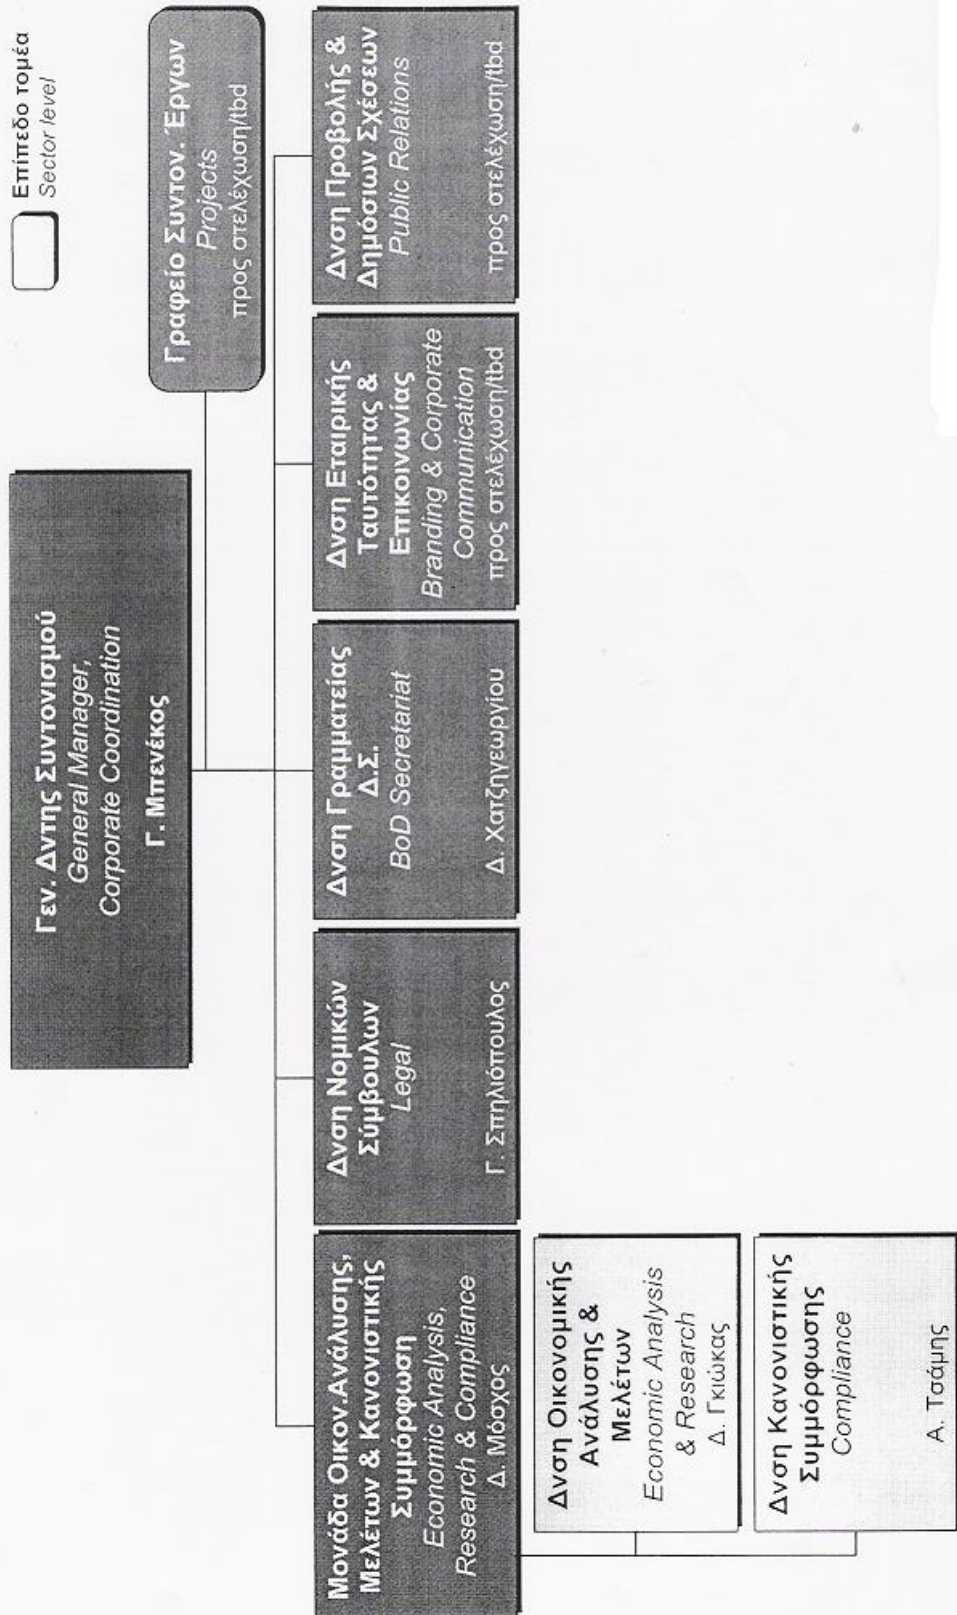 Επίπεδο τομέα
Sector level
Γεν. Δντης Συντονισμού
General Manager,
Corporate Coordination
Γ. Μπενέκος
Γραφείο Συντον. Έργων
Projects
προς στελέχωση/tbd
Μονάδα Οικον.Ανάλυσης,
Μελέτων & Κανονιστικής
Συμμόρφωση
Economic Analysis,
Research & Compliance
Δ. Μόσχος
Δνση Νομικών
Σύμβουλων
Legal
Γ. Σπηλιόπουλος
Δνση Γραμματείας
Δ.Σ.
BoD Secretariat
Δ. Χατζηγεωργίου
Δνση Εταιρικής
Ταυτότητας &
Επικοινωνίας
Branding & Corporate
Communication
προς στελέχωση/tbd
Δνση Προβολής &
Δημόσιων Σχέσεων
Public Relations
προς στελέχωση/tbd
Δνση Οικονομικής
Ανάλυσης &
Μελέτων
Economic Analysis
& Research
Δ. Γκιώκας
Δνση Κανονιστικής
Συμμόρφωσης
Compliance
Α. Τσάμης